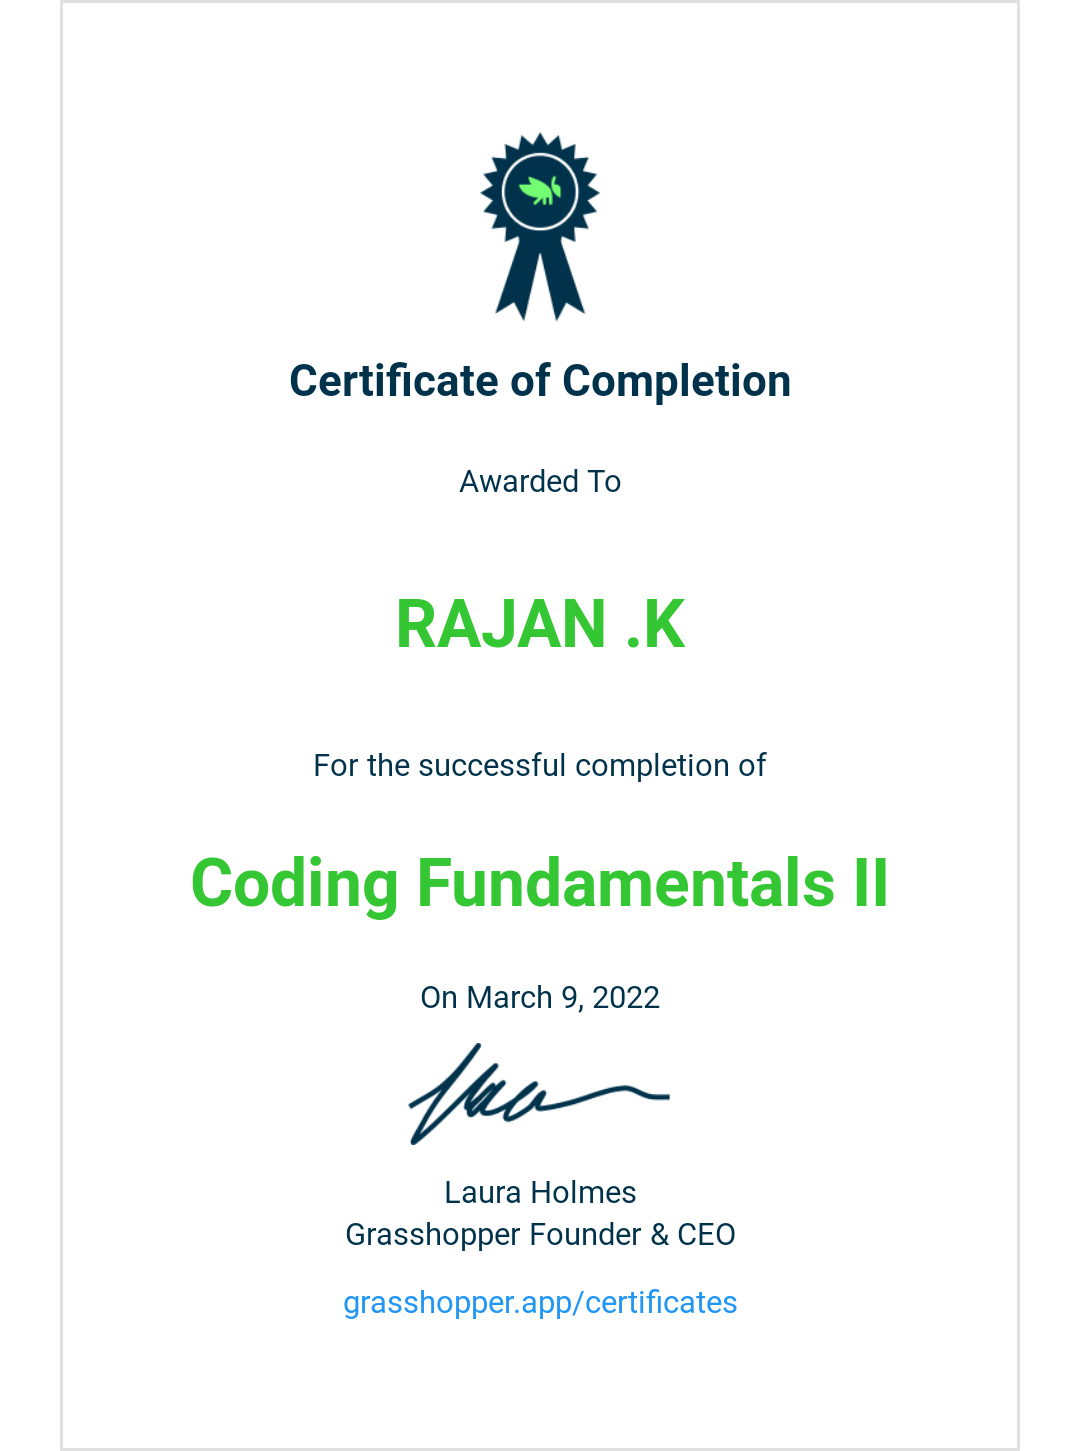 Certificate of Completion
Awarded To
RAJAN .K
For the successful completion of
Coding Fundamentals II
On March 9, 2022
Laura Holmes
Grasshopper Founder & CEO
grasshopper.app/certificates